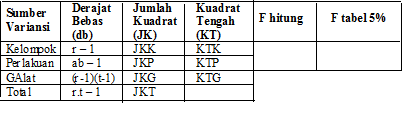 Sumber Variansi
Derajat Bebas (db)
Jumlah Kuadrat (JK)
Kuadrat Tengah (KT)
F hitung
F tabel 5%
Kelompok r – 1 JKK KTK
Perlakuan ab – 1 JKP KTP
GAlat (r-1)(t-1) JKG KTG
Total r.t – 1 JKT